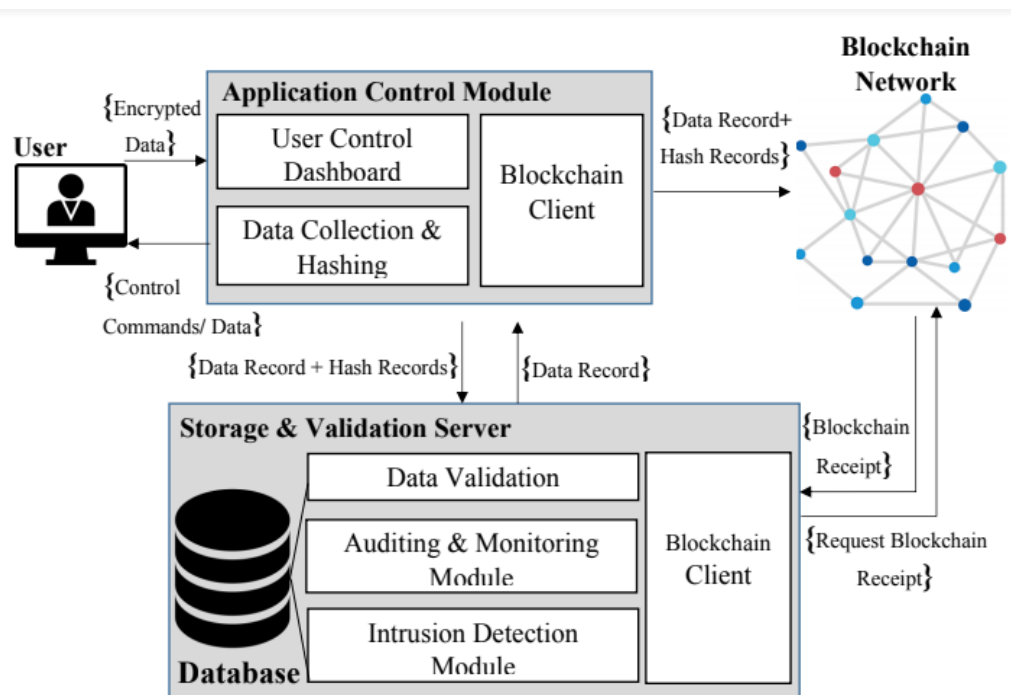 Blockchain
Network
Application Control Module
{Encrypted
Data}
User
User Control
Dashboard
Data Collection &
Hashing
Blockchain
Client
{Data Record+
Hash Records}
{Control
Commands/ Data}
{Data Record + Hash Records}
{Data Record}
Storage & Validation Server
Data Validation
Auditing & Monitoring
Module
Intrusion Detection
Module
Blockchain
Client
Database
{Blockchain
Receipt}
{Request Blockchain
Receipt}